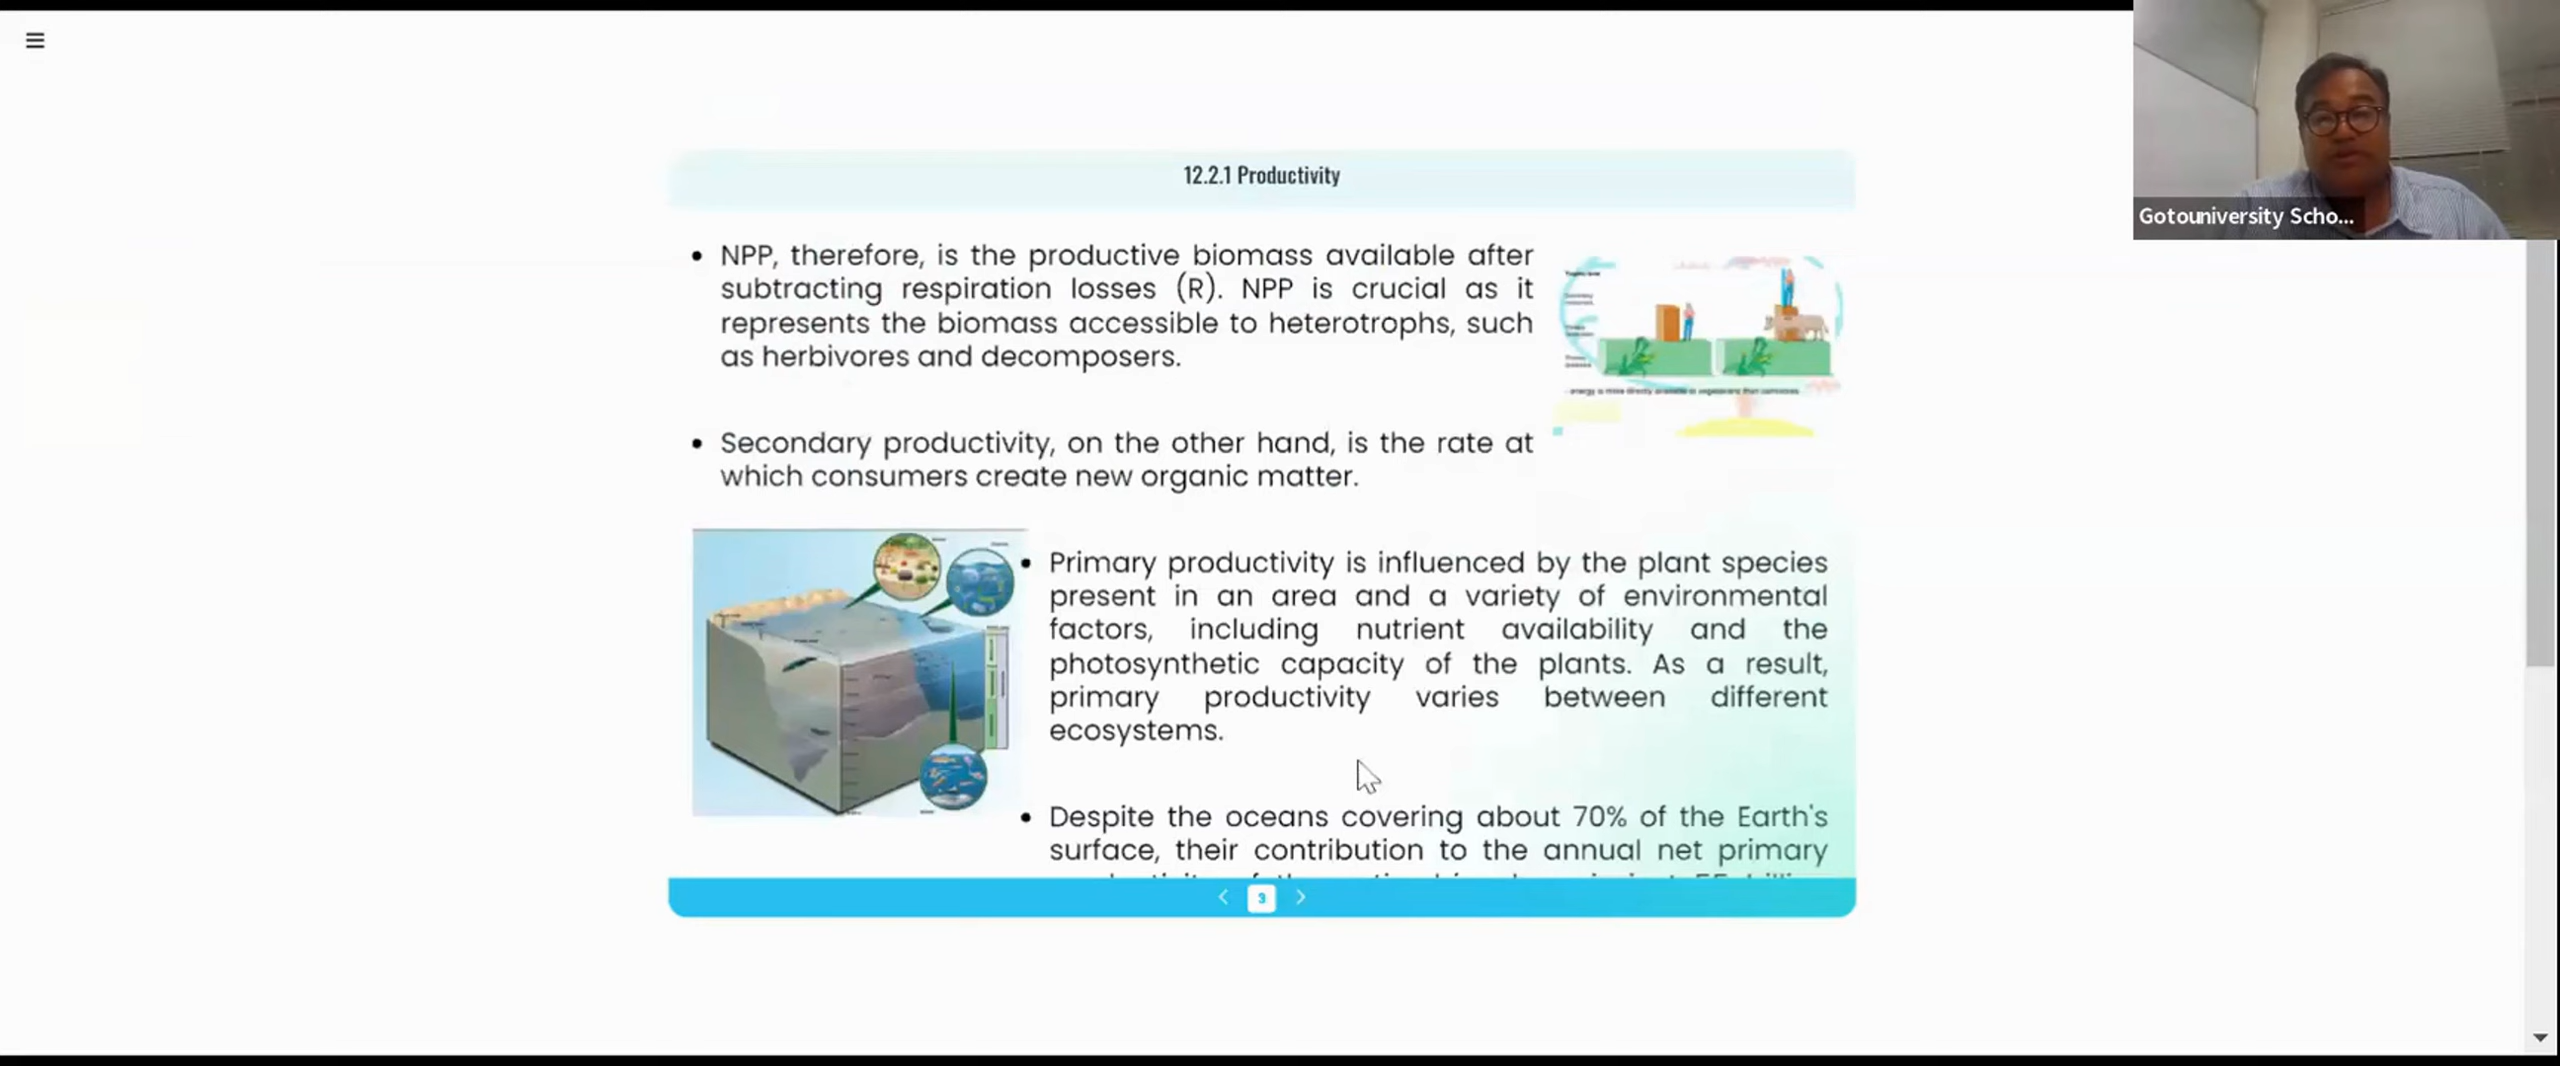 Gotouniversity Scho...
12.2.1 Productivity
• NPP, therefore, is the productive biomass available after
subtracting respiration losses (R). NPP is crucial as it
represents the biomass accessible to heterotrophs, such
as herbivores and decomposers.
• Secondary productivity, on the other hand, is the rate at
which consumers create new organic matter.
• Primary productivity is influenced by the plant species
present in an area and a variety of environmental
factors, including nutrient availability and the
photosynthetic capacity of the plants. As a result,
primary productivity varies between different
ecosystems.
• Despite the oceans covering about 70% of the Earth's
surface, their contribution to the annual net primary
3